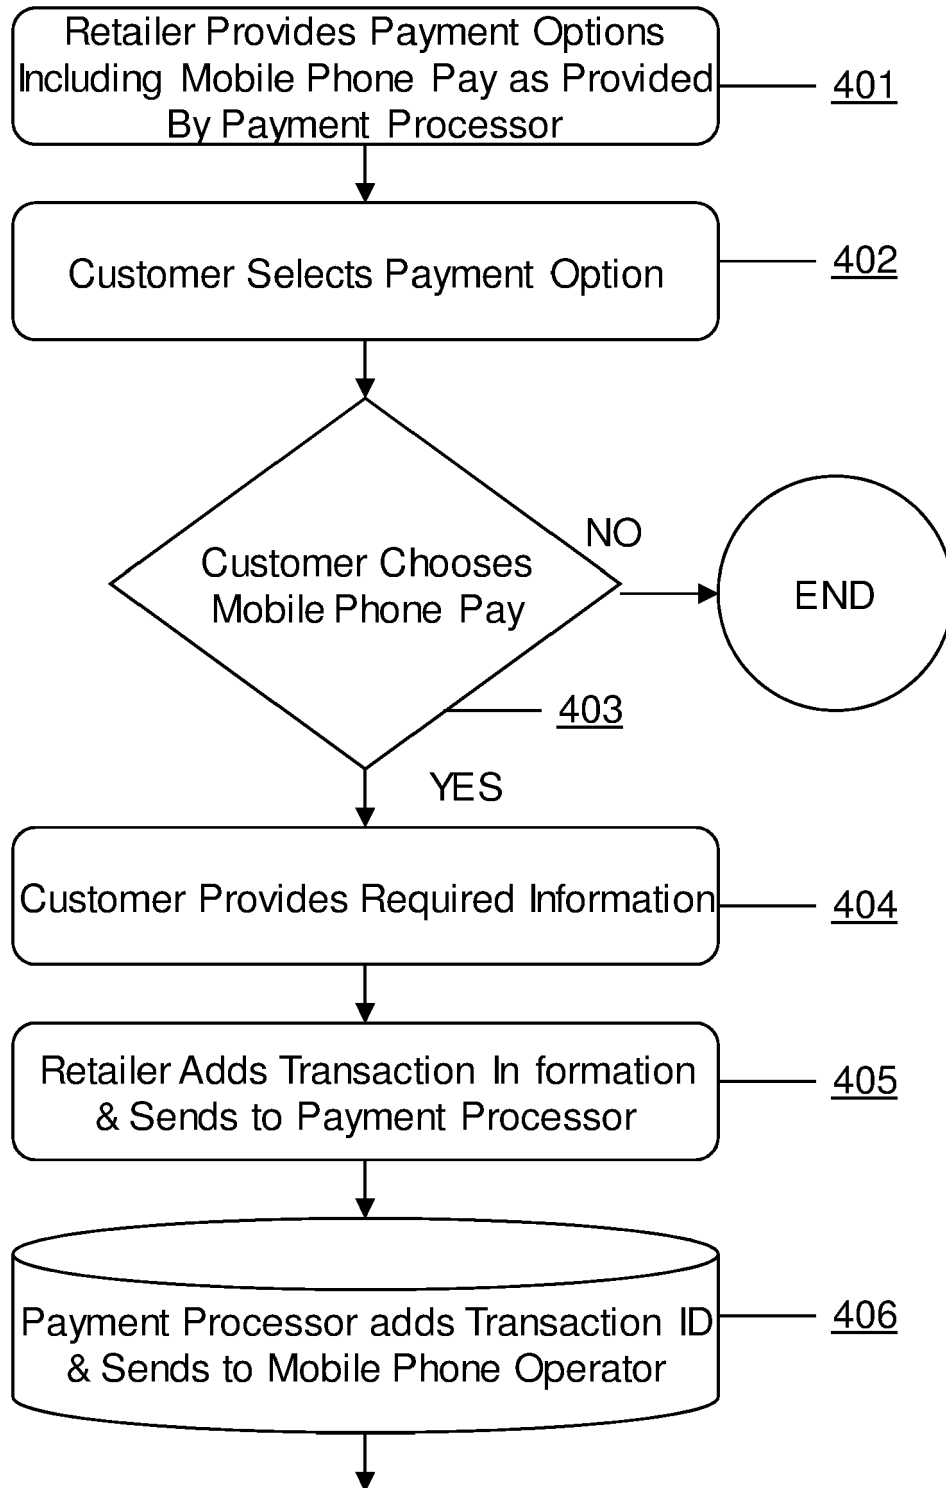 Retailer Provides Payment Options
Including Mobile Phone Pay as Provided
By Payment Processor
401
Customer Selects Payment Option
402
Customer Chooses
Mobile Phone Pay
NO
END
403
YES
Customer Provides Required Information
404
Retailer Adds Transaction In formation
& Sends to Payment Processor
405
Payment Processor adds Transaction ID
& Sends to Mobile Phone Operator
406